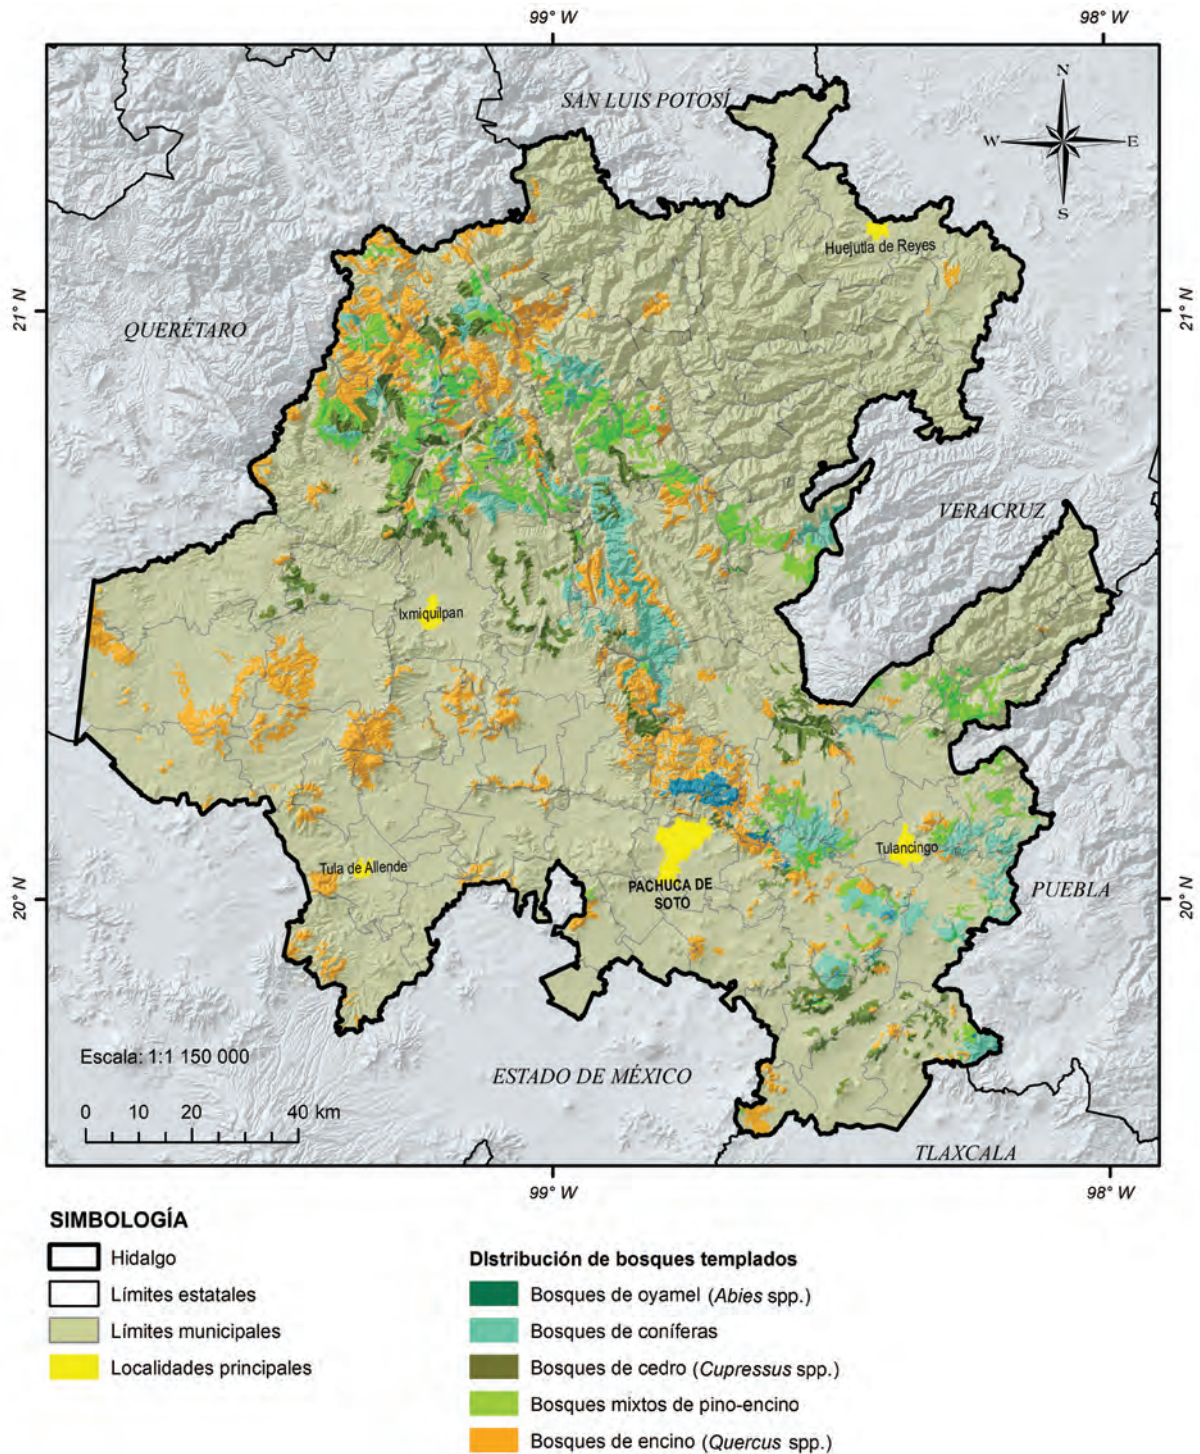 99° W
98° W
N
W
E
S
SAN LUIS POTOSÍ
Huejutla de Reyes
21° N
21° N
QUERÉTARO
VERACRUZ
Ixmiquilpan
Tula de Allende
Tulancingo
PACHUCA DE
SOTO
PUEBLA
20° N
20° N
Escala: 1:1 150 000
ESTADO DE MÉXICO
0 10 20 40 km
TLAXCALA
99° W
98° W
SIMBOLOGÍA
Hidalgo
Límites estatales
Límites municipales
Localidades principales
DIstribución de bosques templados
Bosques de oyamel (Abies spp.)
Bosques de coníferas
Bosques de cedro (Cupressus spp.)
Bosques mixtos de pino-encino
Bosques de encino (Quercus spp.)